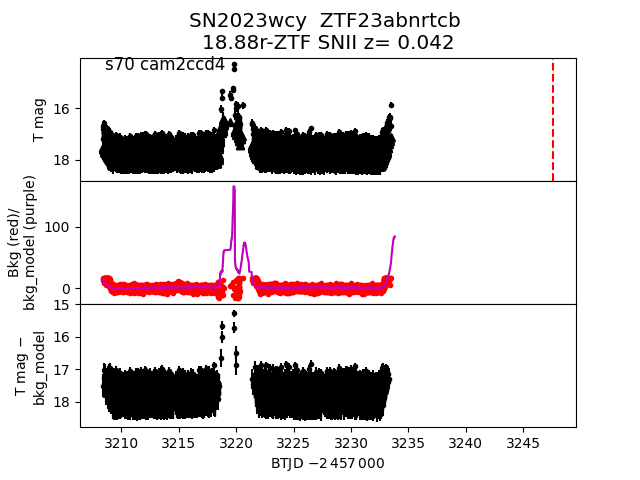 SN2023wcy  ZTF23abnrtcb
18.88r-ZTF SNII z= 0.042
s70 cam2ccd4
T mag
16
18
Bkg (red)/
bkg_model (purple)
100
0
T mag −
bkg_model
15
16
17
18
3210 3215 3220 3225 3230 3235 3240 3245
BTJD −2 457 000